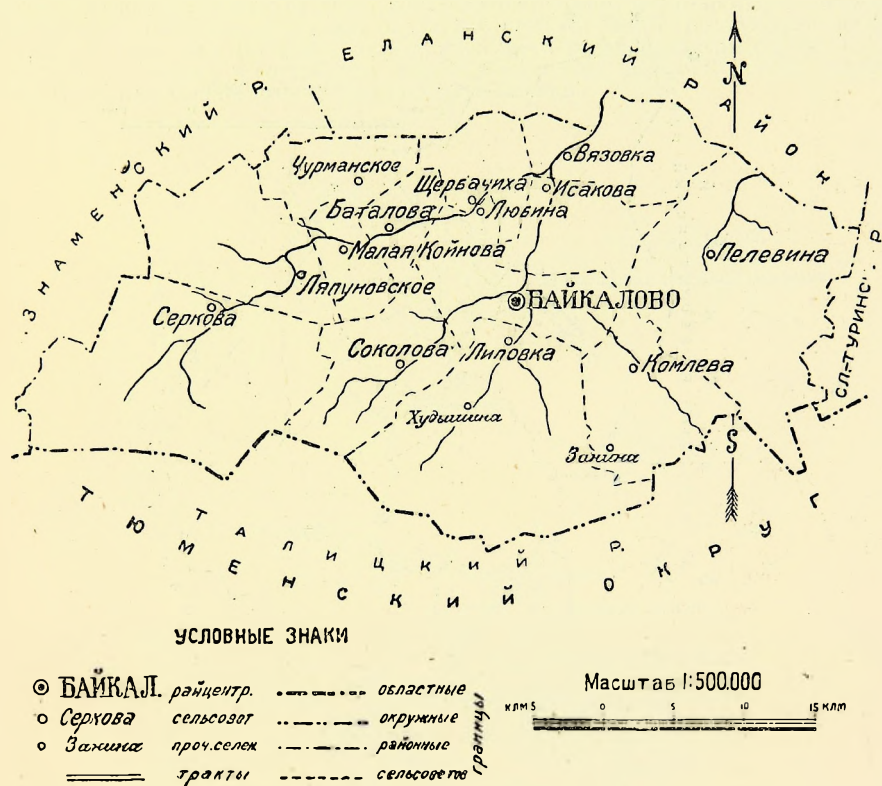 ЗНАМЕНСКИЙ Р.
ЕЛАНСКИЙ РАЙОН
N
Вязовка
Чурманское
Щербачиха
Исакова
Баталова
Любина
Малая Койнова
Пелевина
Ляпуновское
БАЙКАЛОВО
Серкова
СЛ-ТУРИНС. Р.
Соколова
Липовка
Комлева
Худышина
Занина
S
ТАЛИЦКИЙ Р.
ТЮМЕНСКИЙ ОКРУГ
УСЛОВНЫЕ ЗНАКИ
БАЙКАЛ. райцентр. областные
Серкова сельсовет окружные
Занина проч.селен районные
тракты сельсоветов
границы
Масштаб 1:500.000
клм 5 0 5 10 15 клм